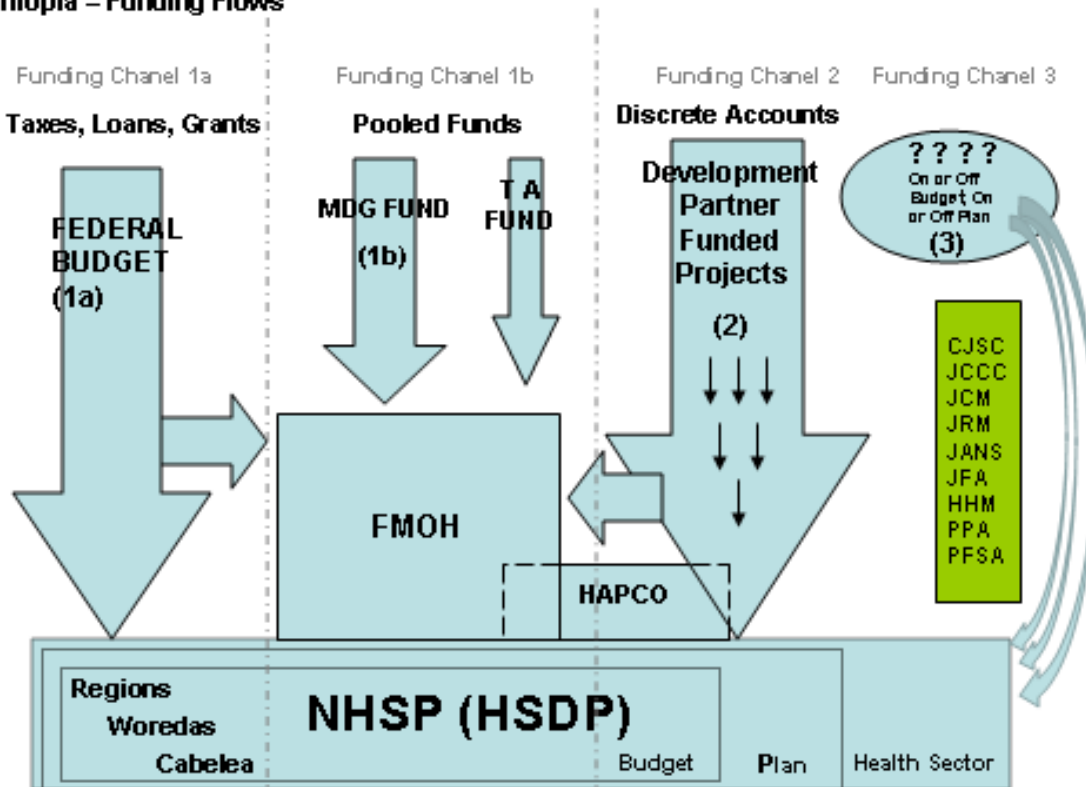 – Funding Flows
Funding Chanel 1a
Funding Chanel 1b
Funding Chanel 2
Funding Chanel 3
Taxes, Loans, Grants
Pooled Funds
Discrete Accounts
FEDERAL
BUDGET
(1a)
MDG FUND
(1b)
T A
FUND
Development
Partner
Funded
Projects
(2)
? ? ? ?
On or Off
Budget, On
or Off Plan
(3)
CJSC
JCCC
JCM
JRM
JANS
JFA
HHM
PPA
PFSA
FMOH
HAPCO
Regions
Woredas
Cabelea
NHSP (HSDP)
Budget
Plan
Health Sector